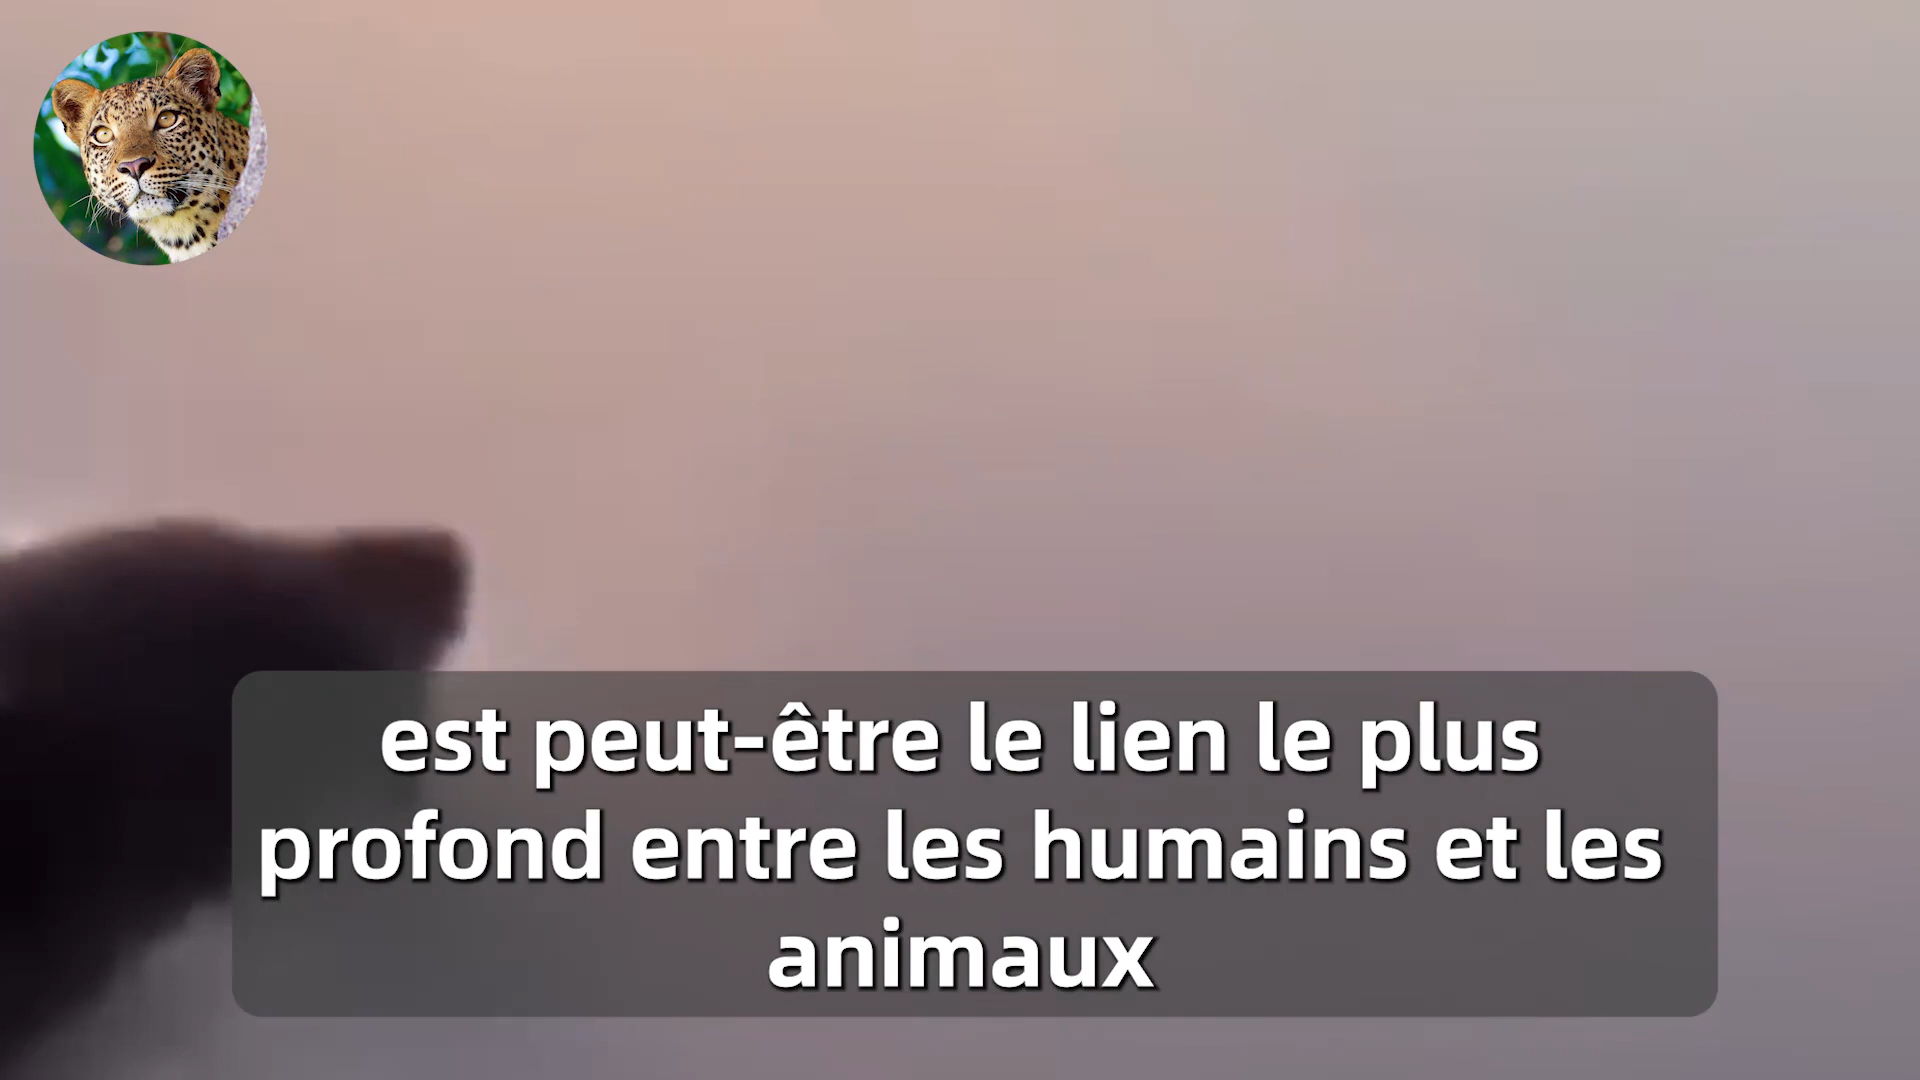 est peut-être le lien le plus
profond entre les humains et les
animaux